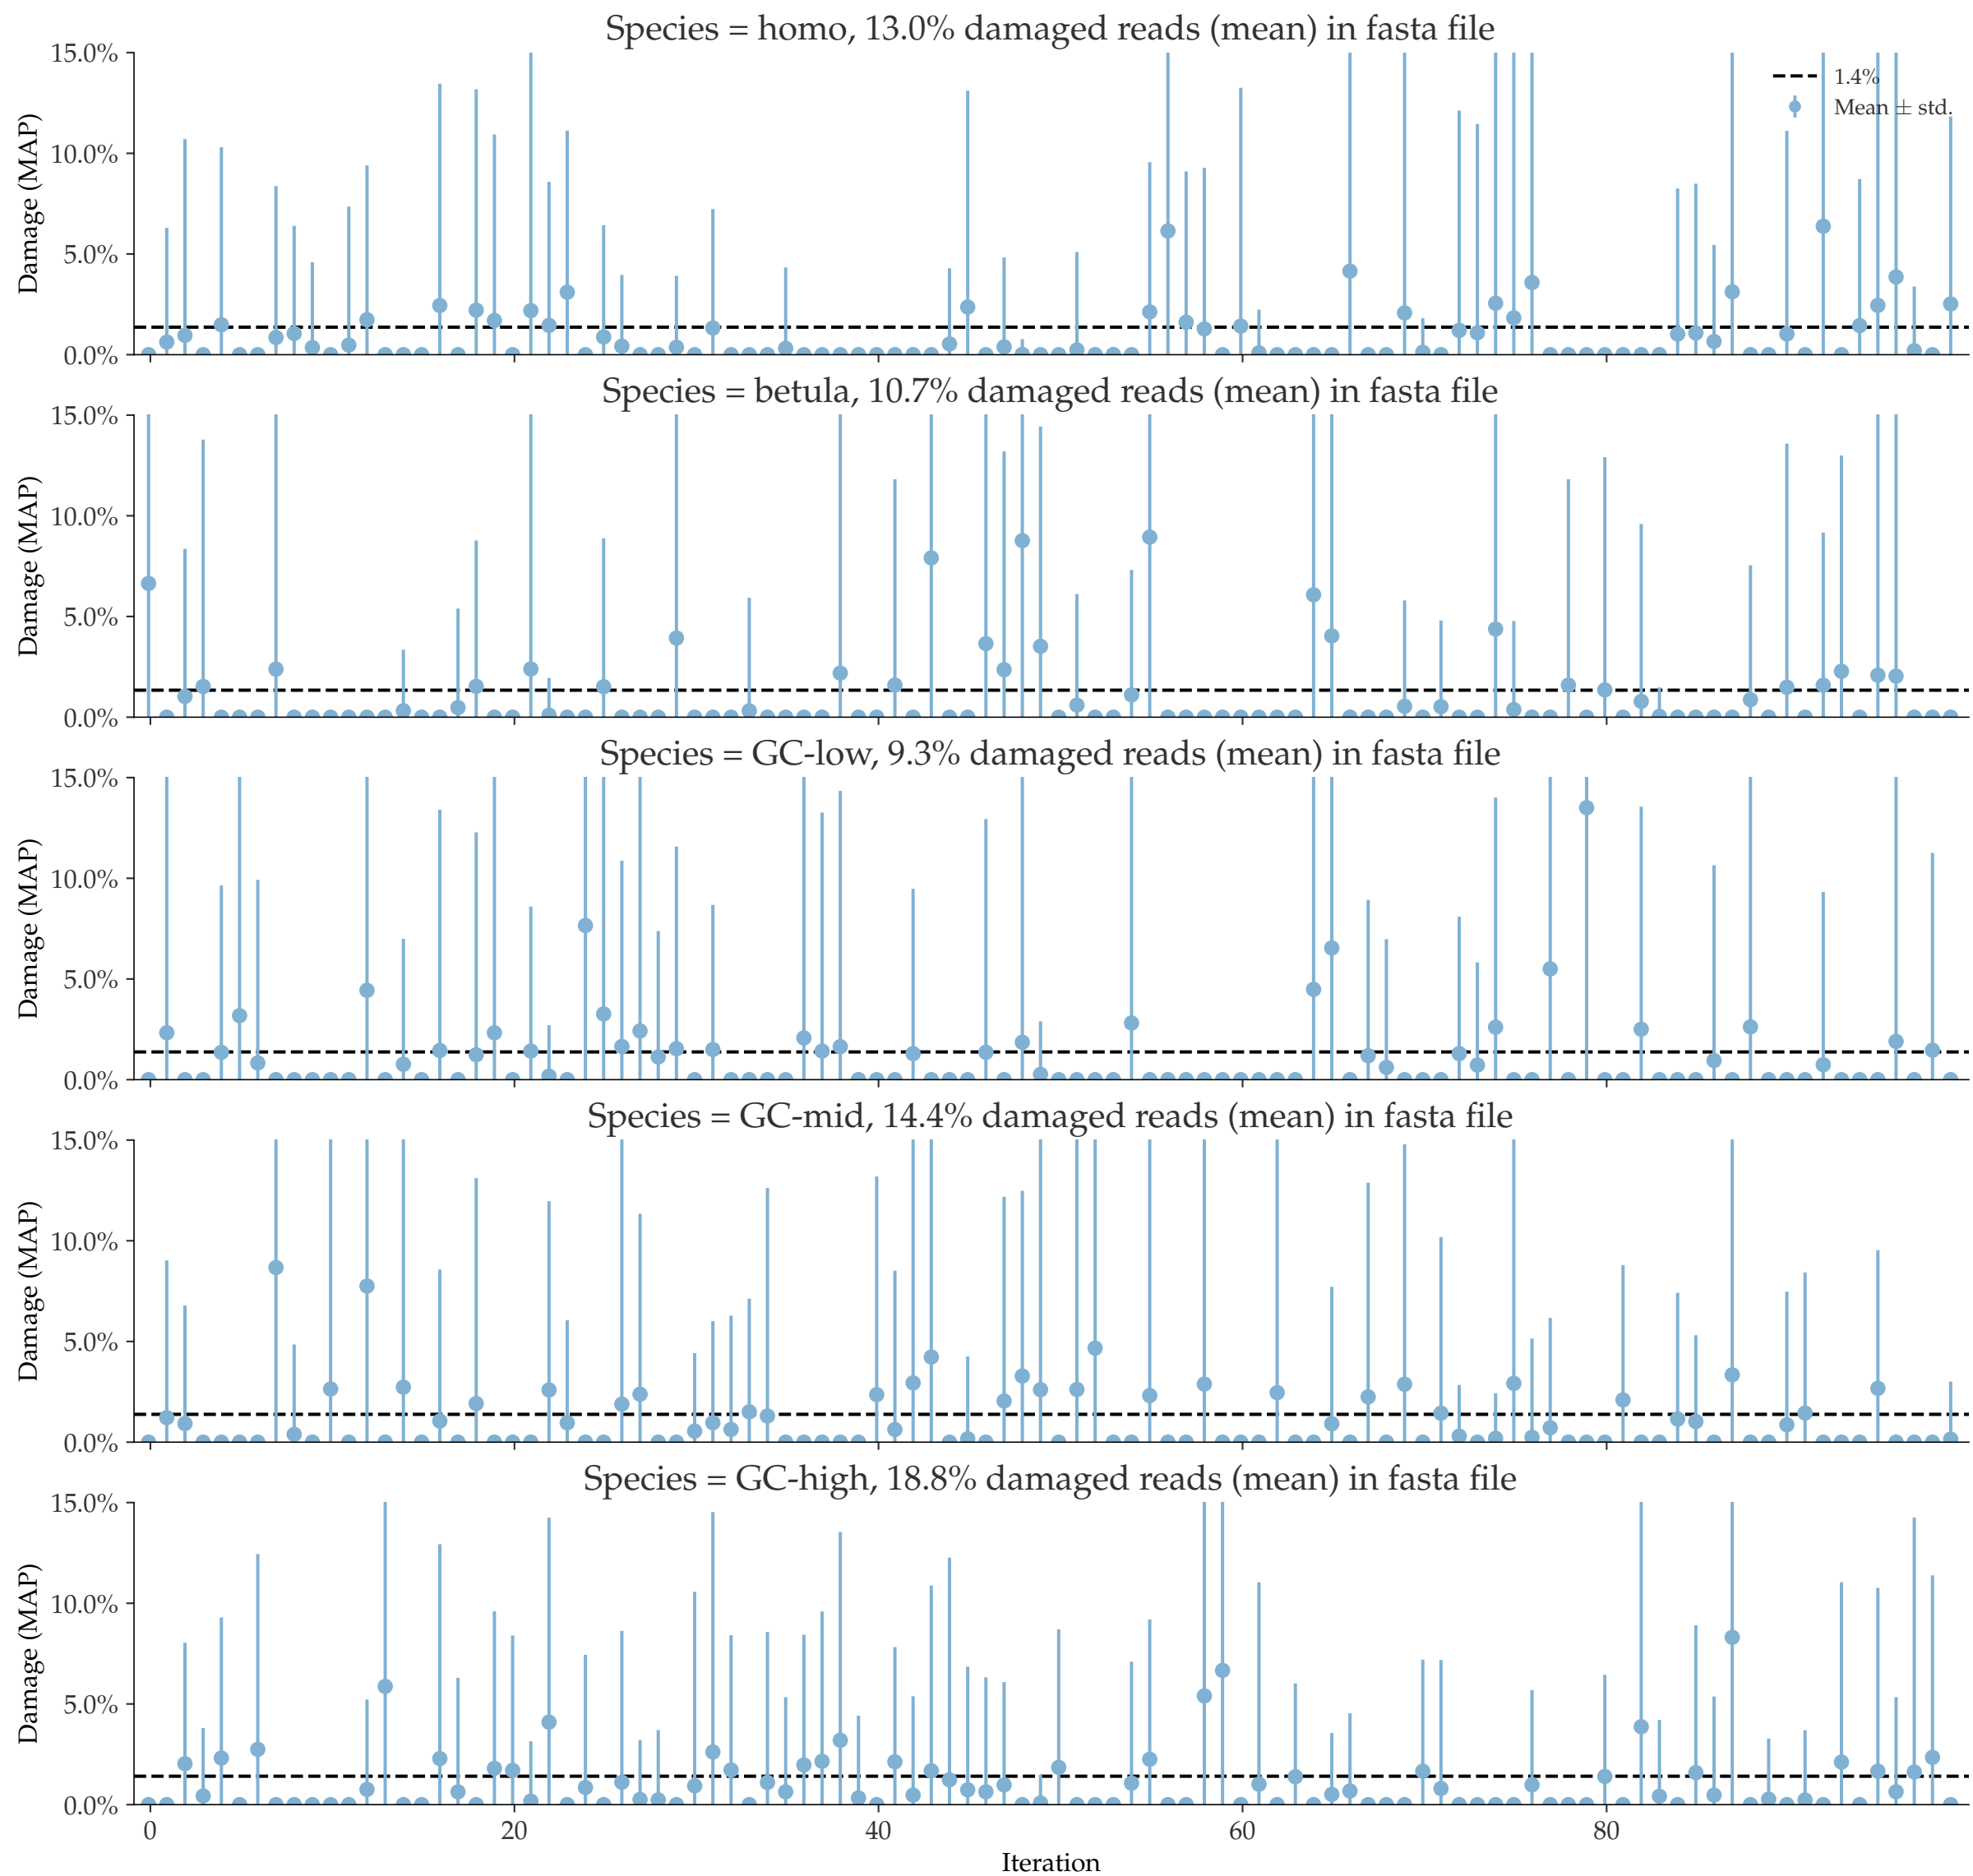 Species = homo, 13.0% damaged reads (mean) in fasta file
15.0%
10.0%
5.0%
0.0%
Damage (MAP)
1.4%
Mean ± std.
Species = betula, 10.7% damaged reads (mean) in fasta file
15.0%
10.0%
5.0%
0.0%
Damage (MAP)
Species = GC-low, 9.3% damaged reads (mean) in fasta file
15.0%
10.0%
5.0%
0.0%
Damage (MAP)
Species = GC-mid, 14.4% damaged reads (mean) in fasta file
15.0%
10.0%
5.0%
0.0%
Damage (MAP)
Species = GC-high, 18.8% damaged reads (mean) in fasta file
15.0%
10.0%
5.0%
0.0%
Damage (MAP)
0 20 40 60 80
Iteration